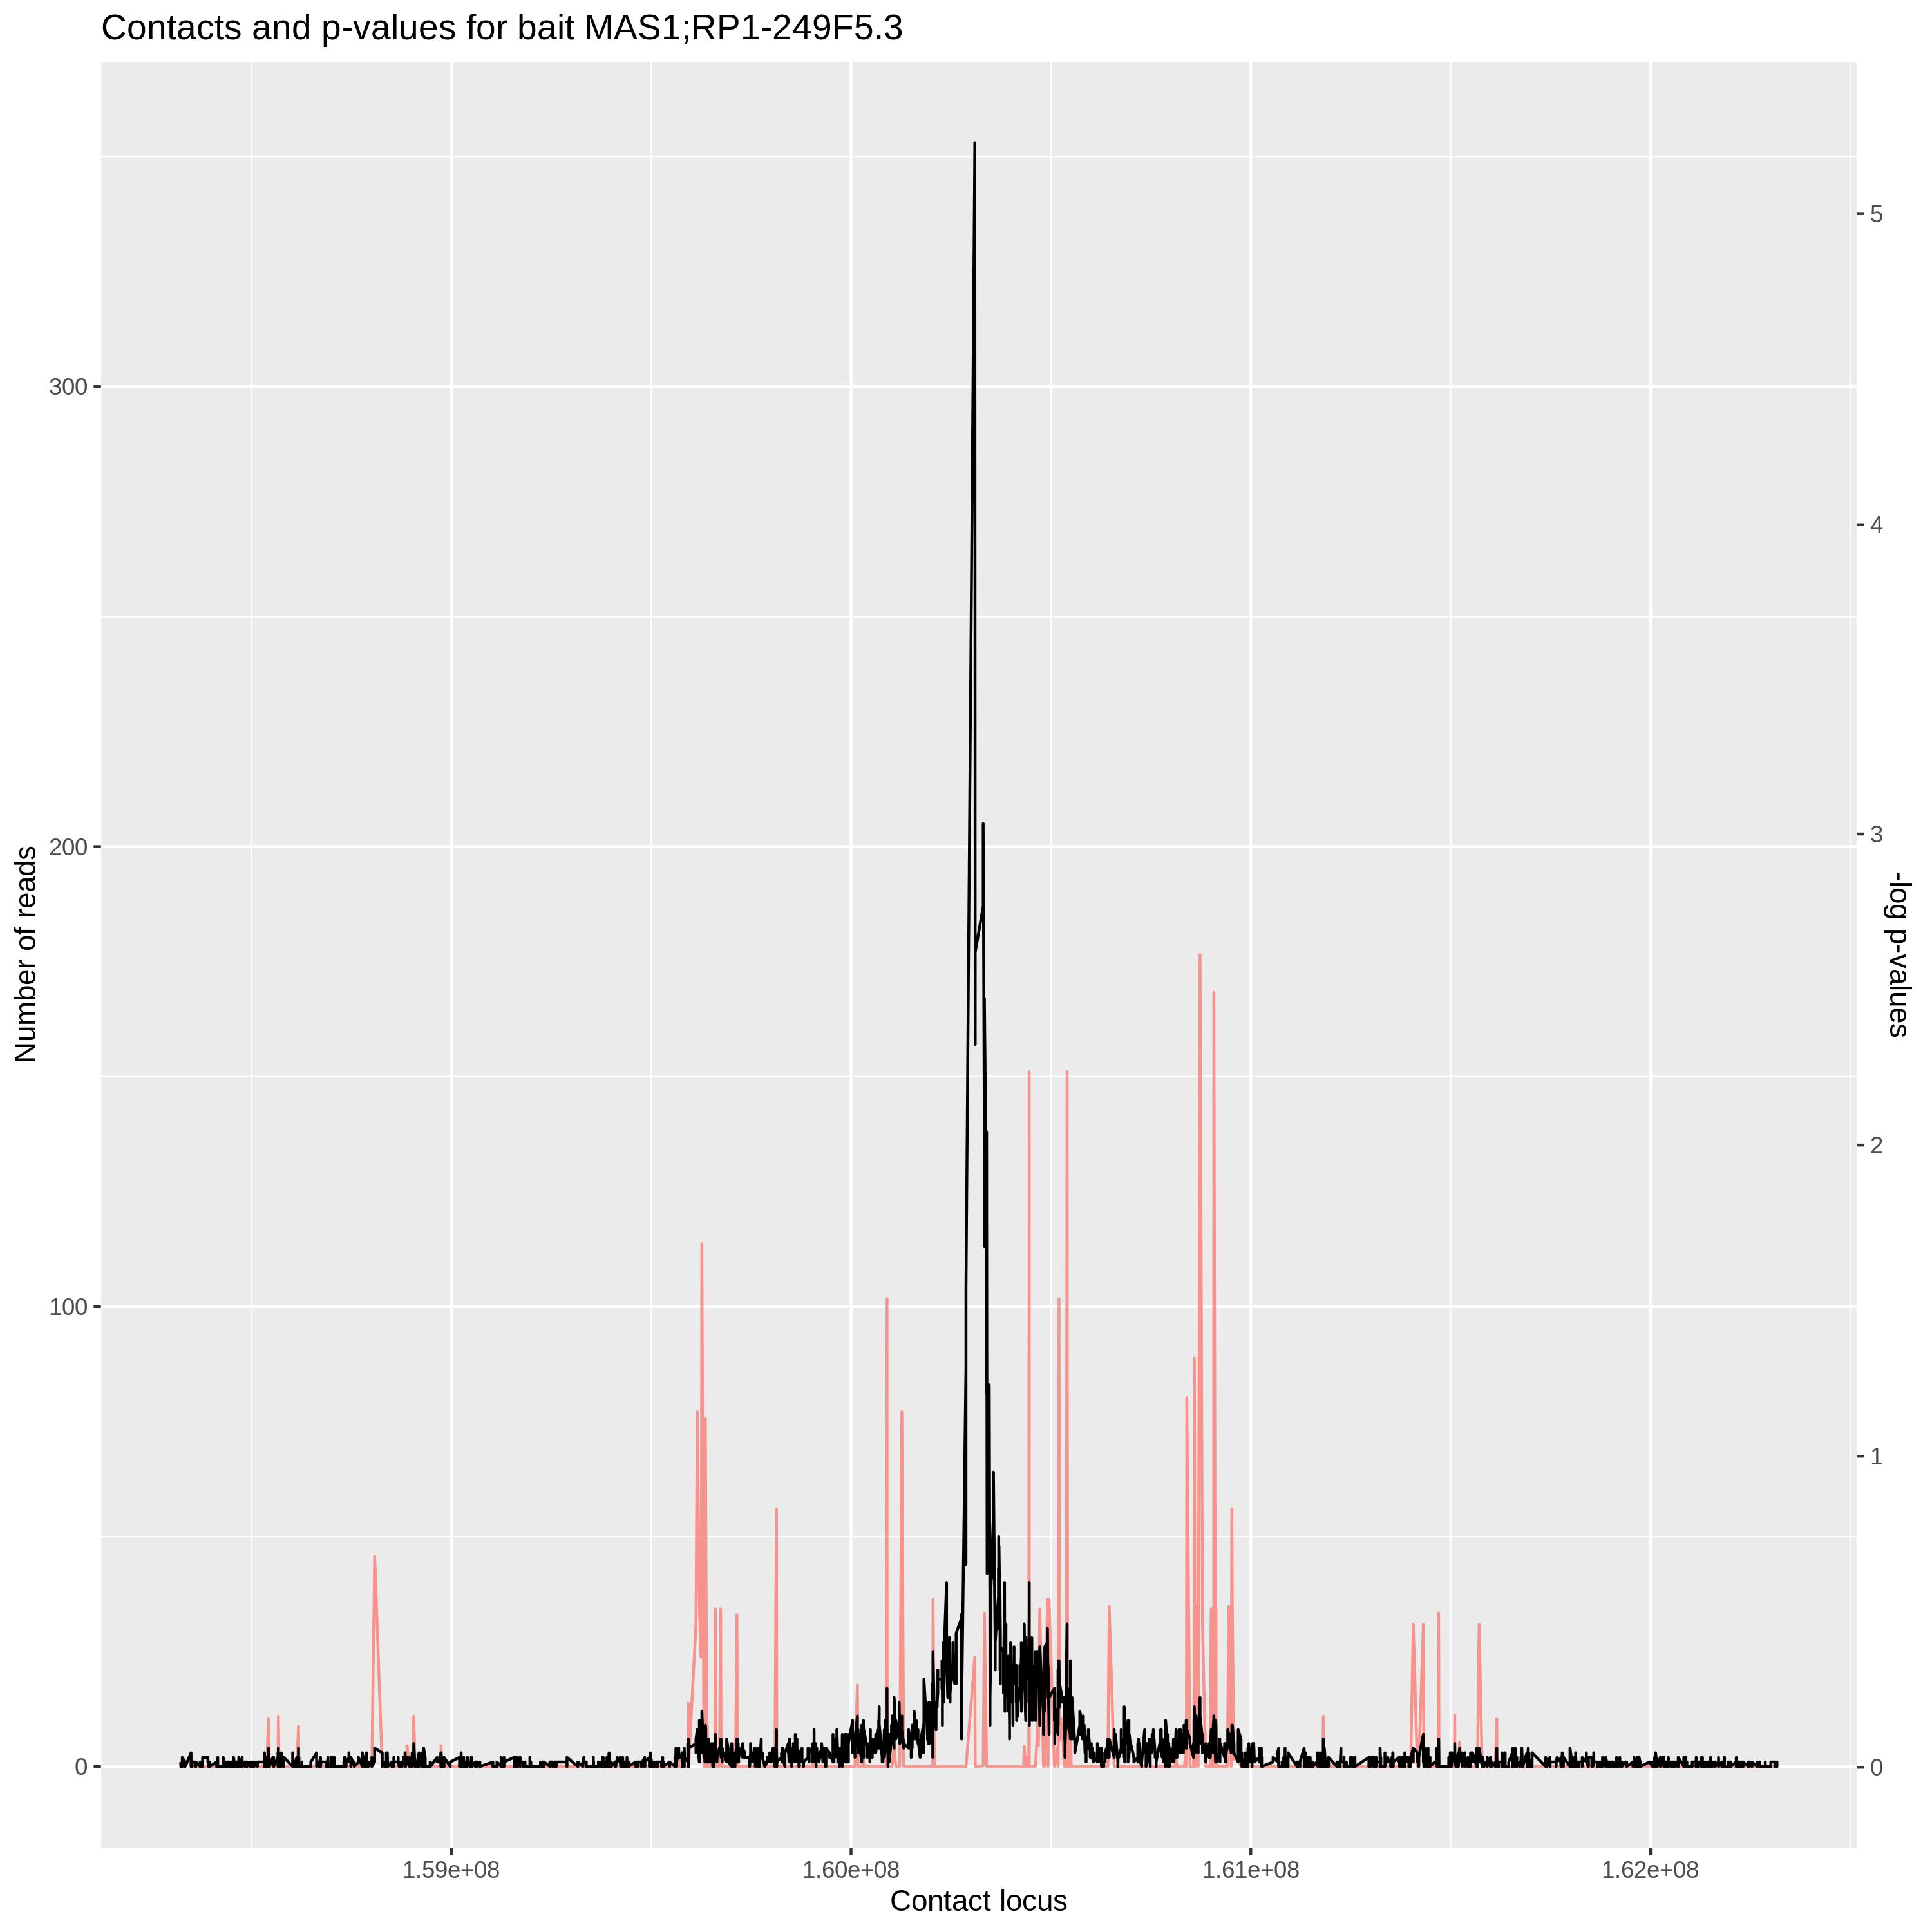 Contacts and p-values for bait MAS1;RP1-249F5.3
Number of reads
300
200
100
0
5
4
3
2
1
0
-log p-values
1.59e+08
1.60e+08
1.61e+08
1.62e+08
Contact locus